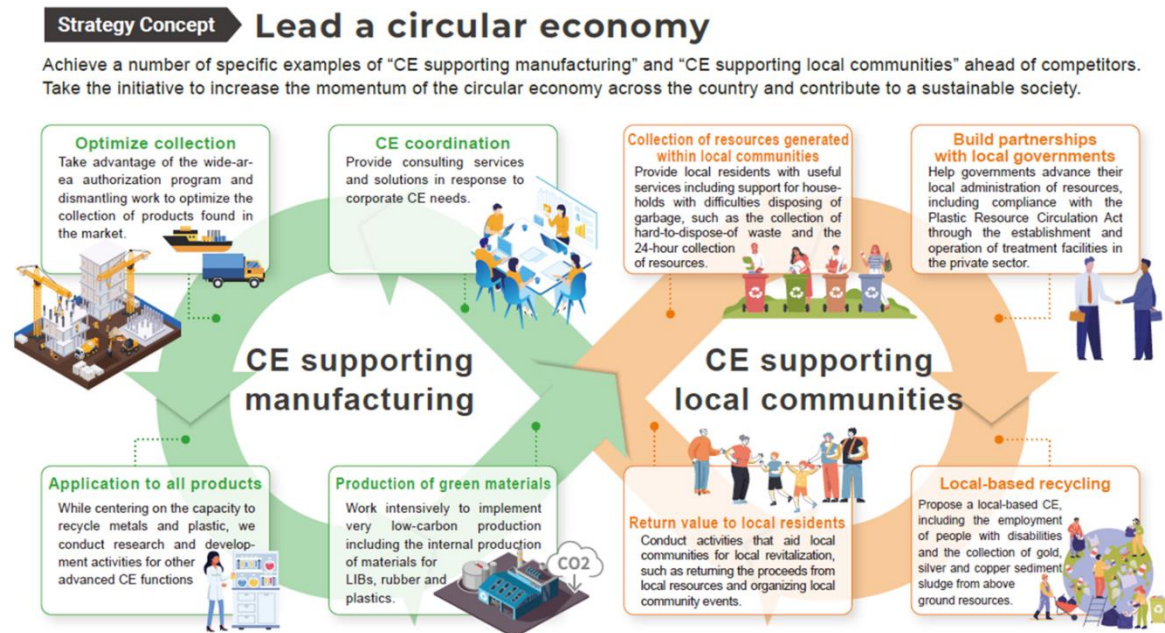 Strategy Concept
Lead a circular economy
Achieve a number of specific examples of “CE supporting manufacturing” and “CE supporting local communities” ahead of competitors.
Take the initiative to increase the momentum of the circular economy across the country and contribute to a sustainable society.
Optimize collection
Take advantage of the wide-ar-
ea authorization program and
dismantling work to optimize the
collection of products found in
the market.
CE coordination
Provide consulting services
and solutions in response to
corporate CE needs.
Collection of resources generated
within local communities
Provide local residents with useful
services including support for house-
holds with difficulties disposing of
garbage, such as the collection of
hard-to-dispose-of waste and the
24-hour collection
of resources.
Build partnerships
with local governments
Help governments advance their
local administration of resources,
including compliance with the
Plastic Resource Circulation Act
through the establishment and
operation of treatment facilities in
the private sector.
CE supporting
manufacturing
CE supporting
local communities
Application to all products
While centering on the capacity to
recycle metals and plastic, we
conduct research and develop-
ment activities for other
advanced CE functions
Production of green materials
Work intensively to implement
very low-carbon production
including the internal production
of materials for
LIBs, rubber and
plastics.
CO2
Return value to local residents
Conduct activities that aid local
communities for local revitalization,
such as returning the proceeds from
local resources and organizing local
community events.
Local-based recycling
Propose a local-based CE,
including the employment
of people with disabilities
and the collection of gold,
silver and copper sediment
sludge from above
ground resources.